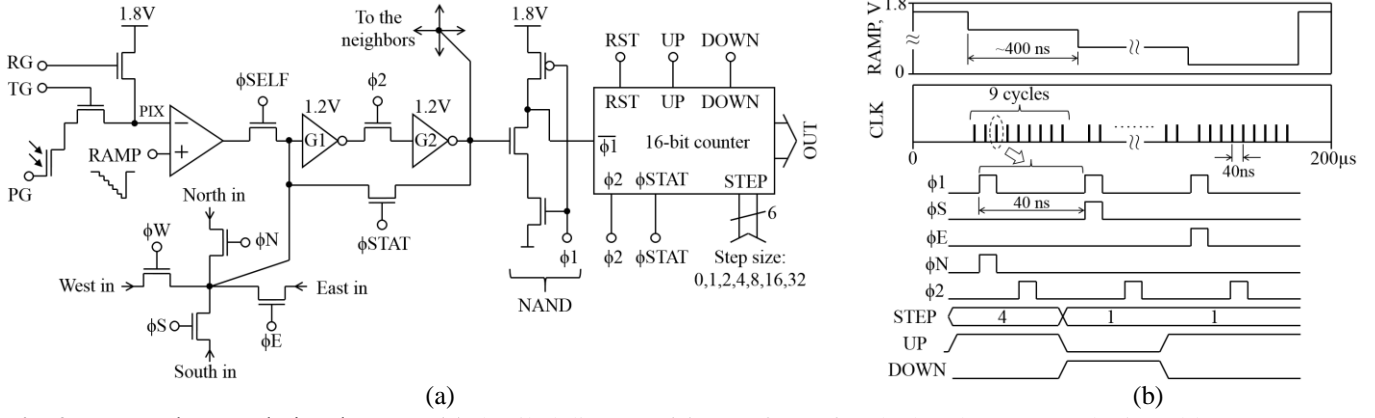 1.8V
To the
neighbors
1.8V
RG
TG
PIX
ϕSELF
1.2V
ϕ2
1.2V
G1
G2
RAMP
PG
North in
ϕW
ϕN
West in
East in
ϕS
ϕE
South in
ϕSTAT
NAND
ϕ1
RST UP DOWN
RST UP DOWN
ϕ1
16-bit counter
OUT
ϕ2 ϕSTAT STEP
6
ϕ2 ϕSTAT
Step size:
0,1,2,4,8,16,32
(a)
RAMP, V
1.8
0
~400 ns
CLK
9 cycles
0
40ns
200µs
ϕ1
40 ns
ϕS
ϕE
ϕN
ϕ2
STEP 4 1 1
UP
DOWN
(b)